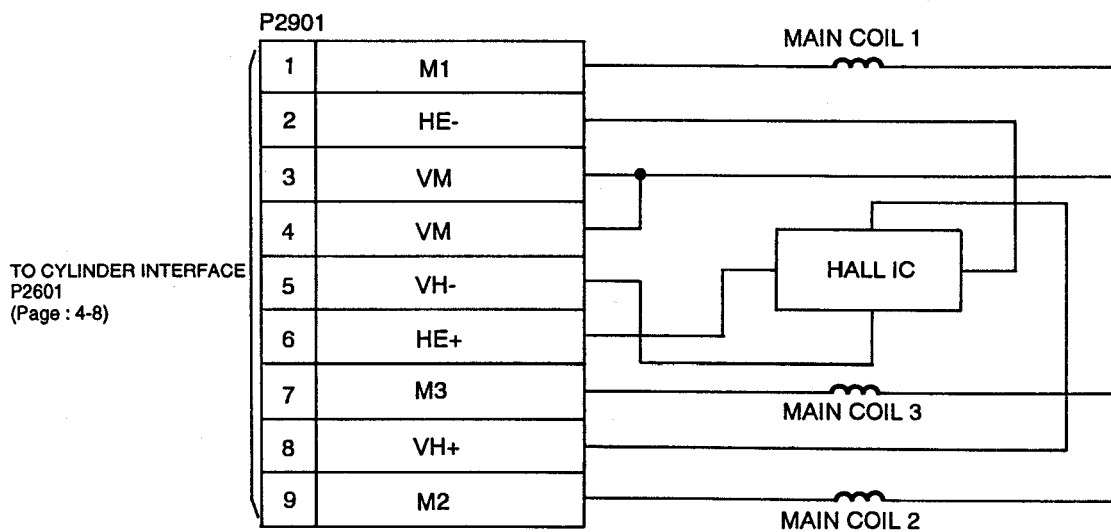 P2901
MAIN COIL 1
1 M1
2 HE-
3 VM
4 VM
TO CYLINDER INTERFACE
P2601
(Page : 4-8)
HALL IC
5 VH-
6 HE+
7 M3
MAIN COIL 3
8 VH+
9 M2
MAIN COIL 2